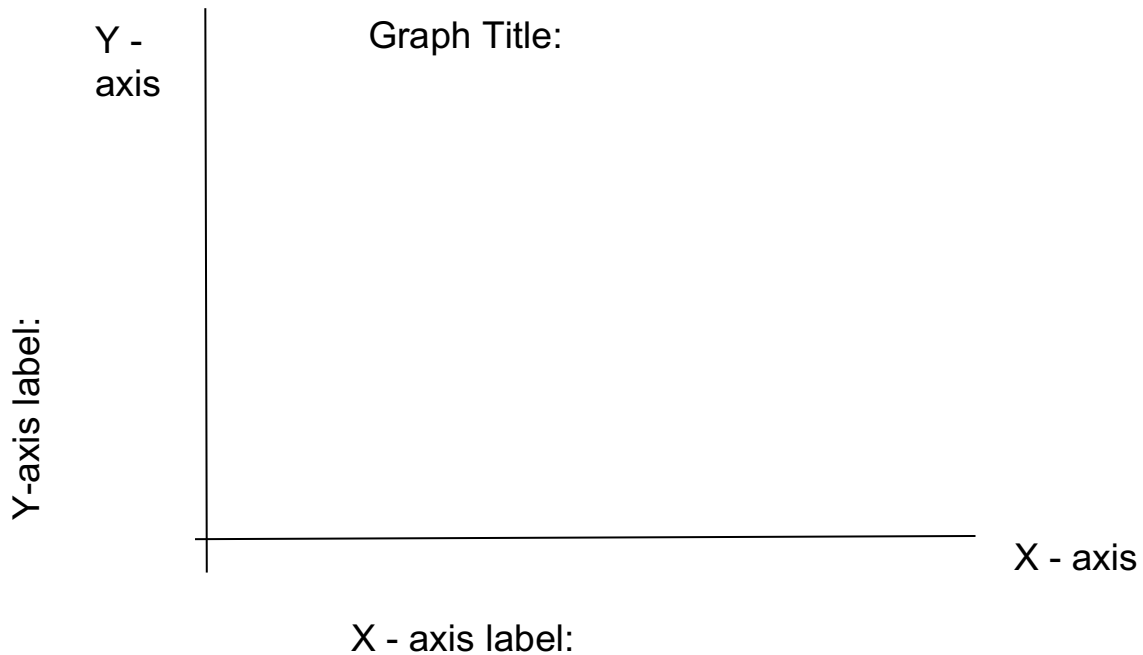 Y -
axis
Graph Title:
Y-axis label:
X - axis
X - axis label: